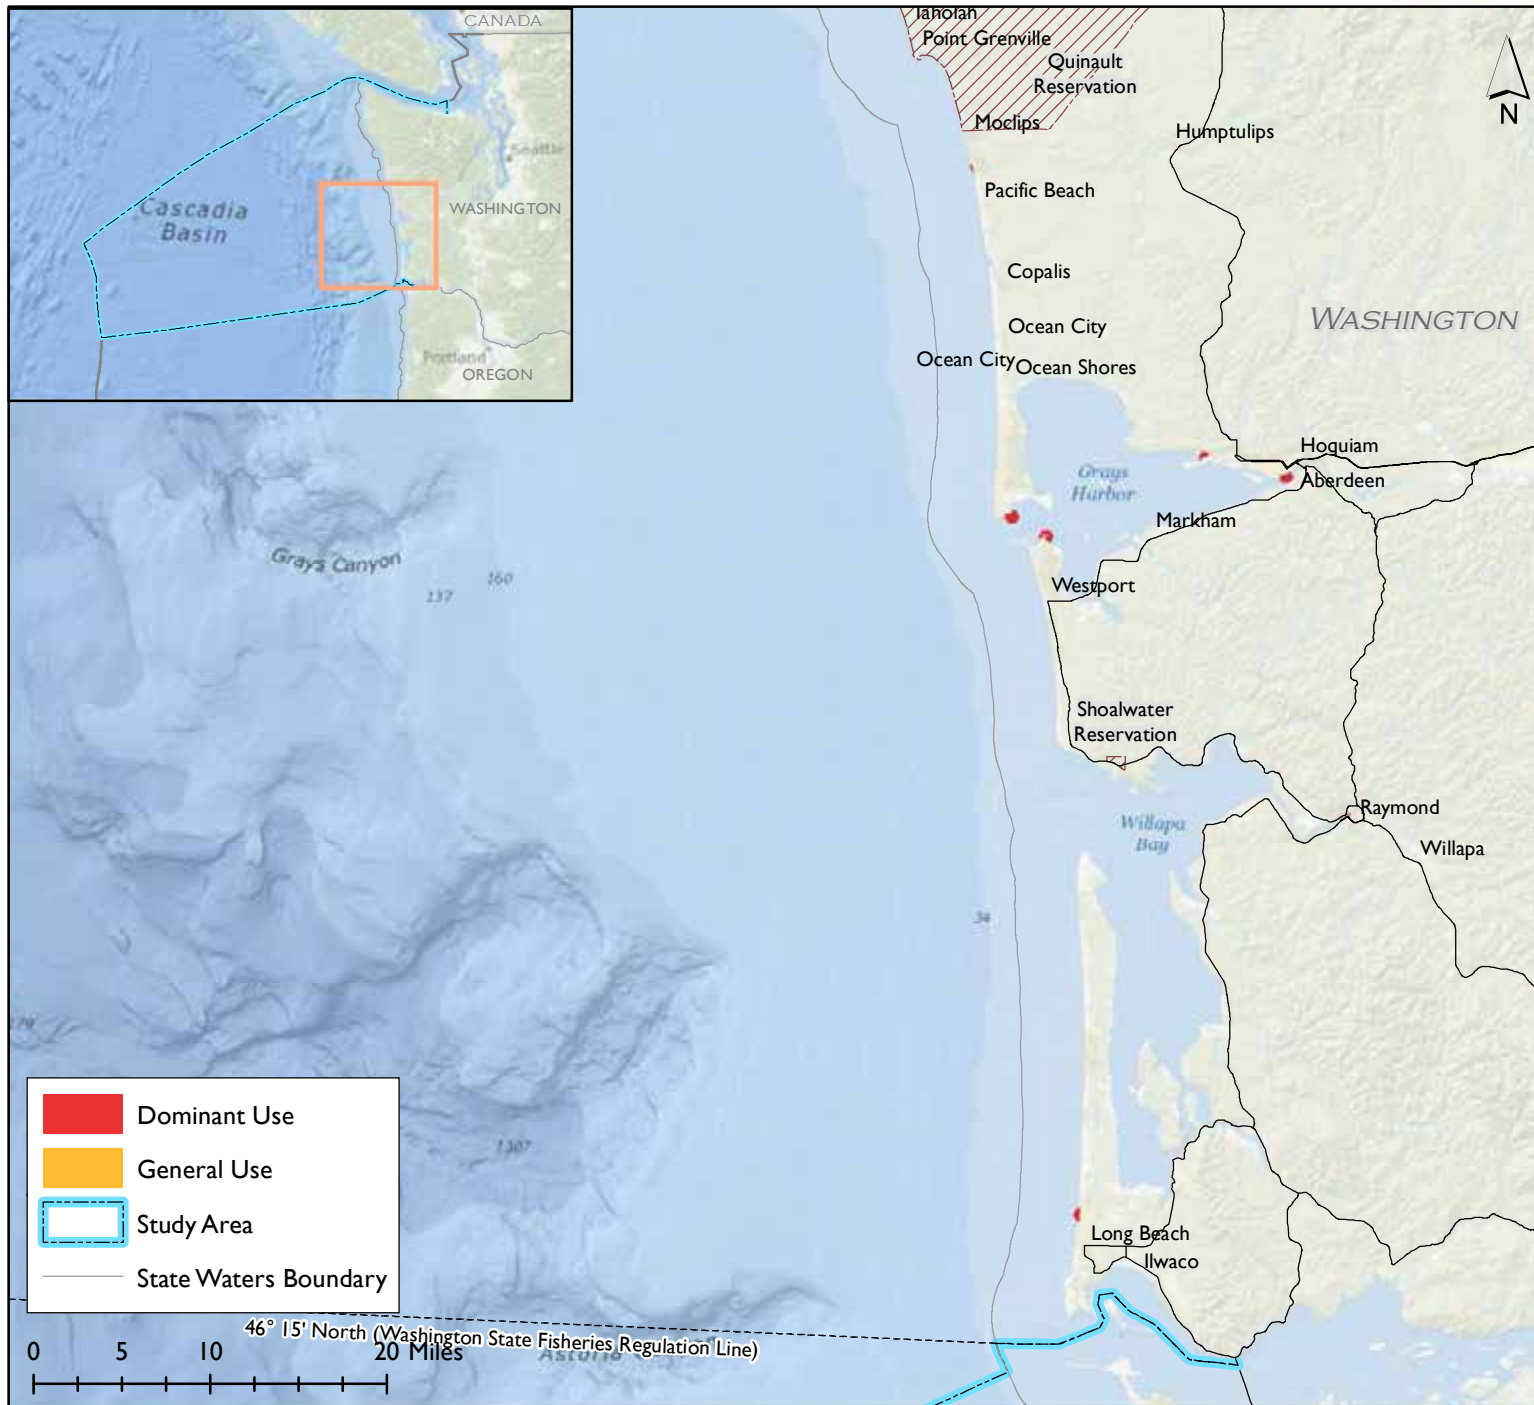 CANADA
Seattle
WASHINGTON
Cascadia
Basin
Portland
OREGON
Taholah
Point Grenville
Quinault
Reservation
Moclips
Humptulips
N
Pacific Beach
Copalis
WASHINGTON
Ocean City
Ocean City
Ocean Shores
Hoquiam
Grays
Harbor
Aberdeen
Markham
Grays Canyon
160
137
Westport
Shoalwater
Reservation
Raymond
Willapa
Bay
Willapa
34
1307
Long Beach
Ilwaco
Dominant Use
General Use
Study Area
State Waters Boundary
46° 15' North (Washington State Fisheries Regulation Line)
Astoria
0 5 10 20 Miles